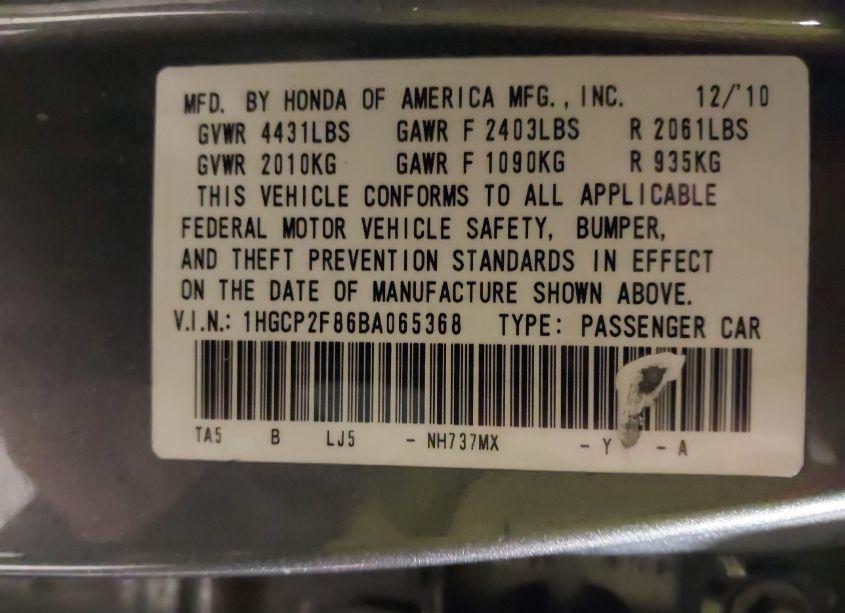 MFD. BY HONDA OF AMERICA MFG., INC. 12/'10
GVWR 4431LBS GAWR F 2403LBS R 2061LBS
GVWR 2010KG GAWR F 1090KG R 935KG
THIS VEHICLE CONFORMS TO ALL APPLICABLE
FEDERAL MOTOR VEHICLE SAFETY, BUMPER,
AND THEFT PREVENTION STANDARDS IN EFFECT
ON THE DATE OF MANUFACTURE SHOWN ABOVE.
V.I.N.: 1HGCP2F86BA065368 TYPE: PASSENGER CAR
TA5 B LJ5 - NH737MX - Y - A